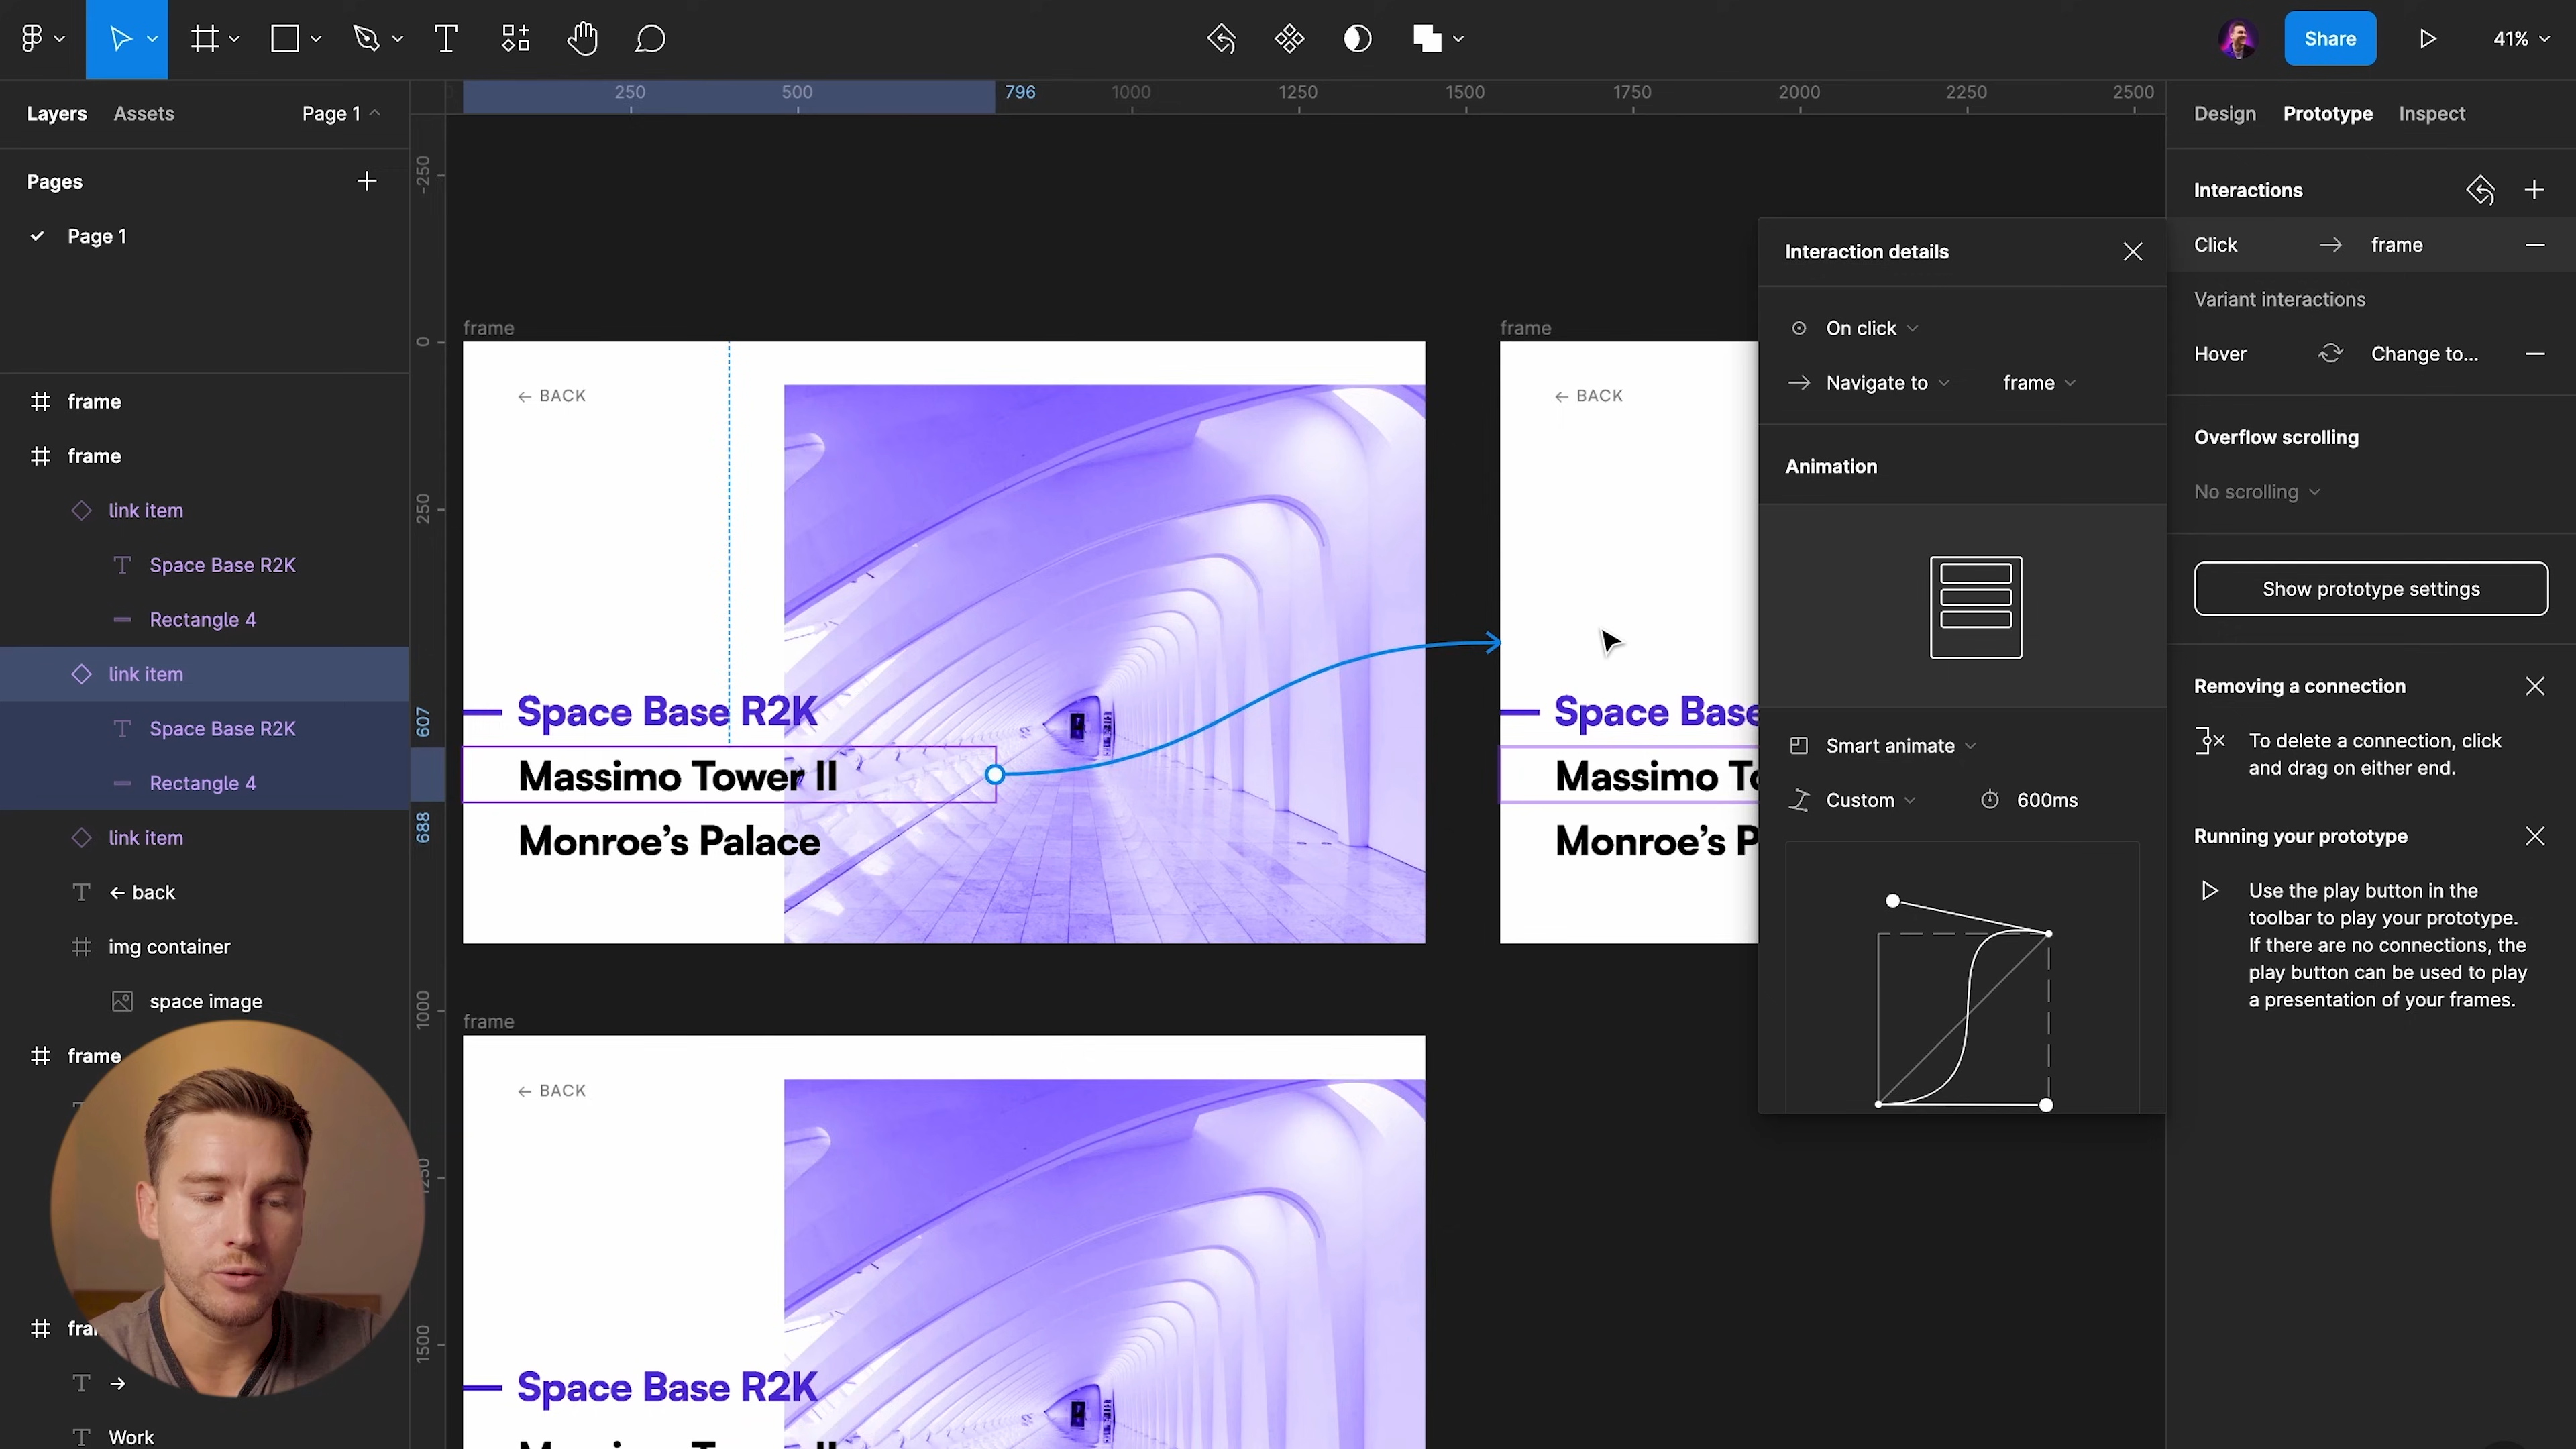 Share
41%
Layers
Assets
Page 1
Pages
Page 1
frame
frame
link item
Space Base R2K
Rectangle 4
link item
Space Base R2K
Rectangle 4
link item
← back
img container
space image
frame
→
Work
250
500
796
1000
1250
1500
1750
2000
2250
2500
-250
0
250
607
688
1000
1500
frame
← BACK
Space Base R2K
Massimo Tower II
Monroe’s Palace
frame
← BACK
Space Base
Massimo
Monroe’s
frame
← BACK
Space Base R2K
Interaction details
On click
Navigate to
frame
Animation
Smart animate
Custom
600ms
Design
Prototype
Inspect
Interactions
Click → frame
Variant interactions
Hover
Change to...
Overflow scrolling
No scrolling
Show prototype settings
Removing a connection
To delete a connection, click
and drag on either end.
Running your prototype
Use the play button in the
toolbar to play your prototype.
If there are no connections, the
play button can be used to play
a presentation of your frames.